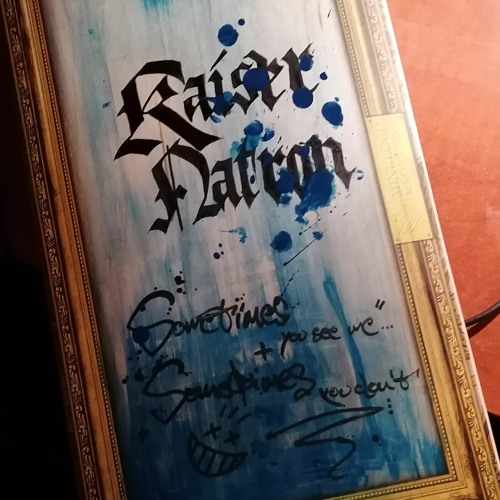 Kaiser
Natron
Sometimes
+ you see me"...
Sometimes
you don't